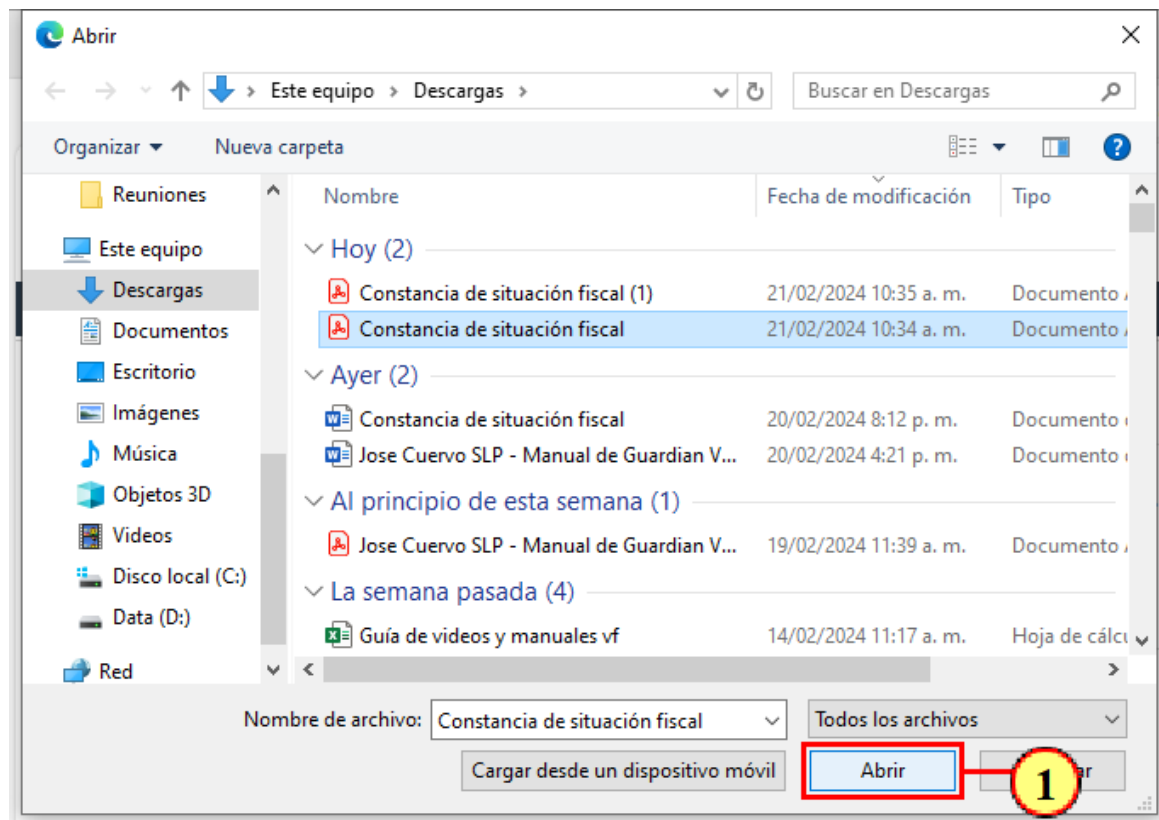 Abrir
Este equipo > Descargas >
Buscar en Descargas
Organizar
Nueva carpeta
Reuniones
Este equipo
Descargas
Documentos
Escritorio
Imágenes
Música
Objetos 3D
Videos
Disco local (C:)
Data (D:)
Red
Nombre Fecha de modificación Tipo
Hoy (2)
Constancia de situación fiscal (1) 21/02/2024 10:35 a. m. Documento
Constancia de situación fiscal 21/02/2024 10:34 a. m. Documento
Ayer (2)
Constancia de situación fiscal 20/02/2024 8:12 p. m. Documento
Jose Cuervo SLP - Manual de Guardian V... 20/02/2024 4:21 p. m. Documento
Al principio de esta semana (1)
Jose Cuervo SLP - Manual de Guardian V... 19/02/2024 11:39 a. m. Documento
La semana pasada (4)
Guía de videos y manuales vf 14/02/2024 11:17 a. m. Hoja de
Nombre de archivo: Constancia de situación fiscal Todos los archivos
Cargar desde un dispositivo móvil Abrir 1